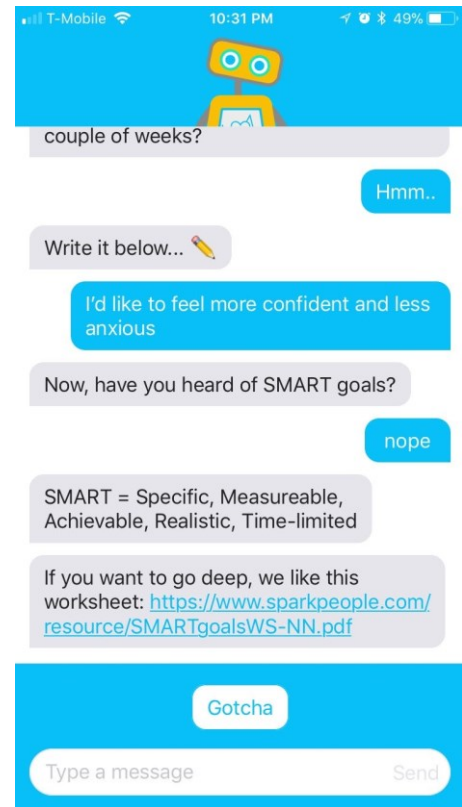 T-Mobile 10:31 PM 49%
couple of weeks?
Hmm..
Write it below... ✏️
I'd like to feel more confident and less
anxious
Now, have you heard of SMART goals?
nope
SMART = Specific, Measureable,
Achievable, Realistic, Time-limited
If you want to go deep, we like this
worksheet: https://www.sparkpeople.com/
resource/SMARTgoalsWS-NN.pdf
Gotcha
Type a message Send